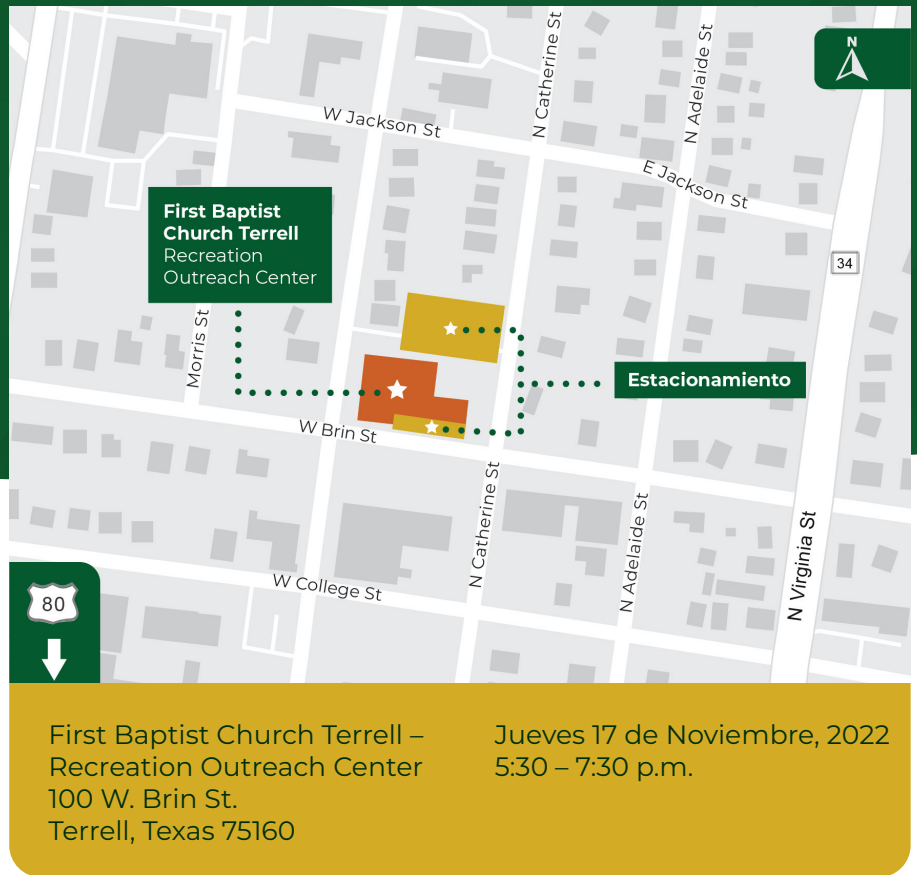 N
N Catherine St
N Adelaide St
W Jackson St
E Jackson St
First Baptist
Church Terrell
Recreation
Outreach Center
34
Morris St
Estacionamiento
W Brin St
N Catherine St
N Adelaide St
N Virginia St
W College St
80
First Baptist Church Terrell –
Recreation Outreach Center
100 W. Brin St.
Terrell, Texas 75160
Jueves 17 de Noviembre, 2022
5:30 – 7:30 p.m.